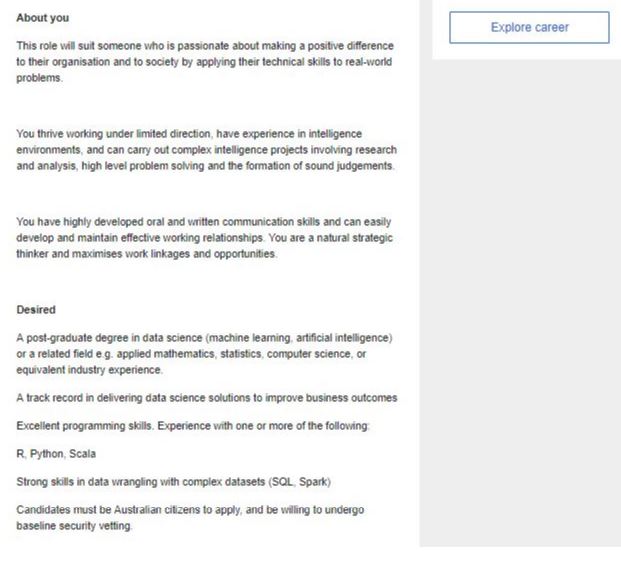 About you
Explore career
This role will suit someone who is passionate about making a positive difference
to their organisation and to society by applying their technical skills to real-world
problems.
You thrive working under limited direction, have experience in intelligence
environments, and can carry out complex intelligence projects involving research
and analysis, high level problem solving and the formation of sound judgements.
You have highly developed oral and written communication skills and can easily
develop and maintain effective working relationships. You are a natural strategic
thinker and maximises work linkages and opportunities.
Desired
A post-graduate degree in data science (machine learning, artificial intelligence)
or a related field e.g. applied mathematics, statistics, computer science, or
equivalent industry experience.
A track record in delivering data science solutions to improve business outcomes
Excellent programming skills. Experience with one or more of the following:
R, Python, Scala
Strong skills in data wrangling with complex datasets (SQL, Spark)
Candidates must be Australian citizens to apply, and be willing to undergo
baseline security vetting.